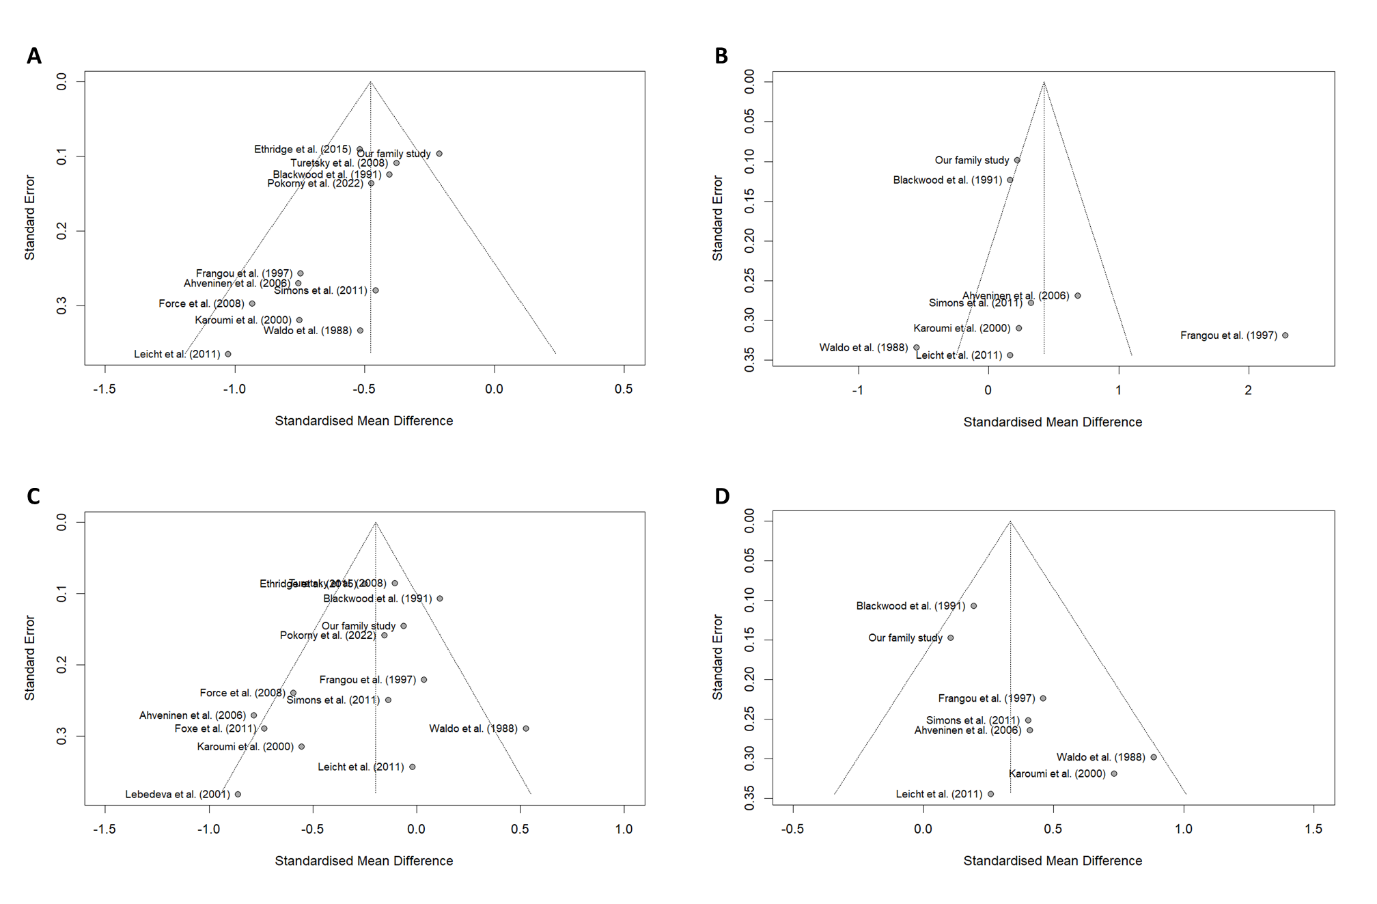 A
Standard Error
0.0
0.1
0.2
0.3
Ethridge et al. (2015)
Our family study
Turetsky et al. (2008)
Blackwood et al. (1991)
Pokorny et al. (2022)
Frangou et al. (1997)
Ahveninen et al. (2006)
Simons et al. (2011)
Force et al. (2008)
Karoumi et al. (2000)
Waldo et al. (1988)
Leicht et al. (2011)
-1.5 -1.0 -0.5 0.0 0.5
Standardised Mean Difference
B
Standard Error
0.00
0.05
0.10
0.15
0.20
0.25
0.30
0.35
Our family study
Blackwood et al. (1991)
Ahveninen et al. (2006)
Simons et al. (2011)
Karoumi et al. (2000)
Frangou et al. (1997)
Waldo et al. (1988)
Leicht et al. (2011)
-1 0 1 2
Standardised Mean Difference
C
Standard Error
0.0
0.1
0.2
0.3
Ethridge et al. (2015)
Turetsky et al. (2008)
Blackwood et al. (1991)
Our family study
Pokorny et al. (2022)
Frangou et al. (1997)
Force et al. (2008)
Simons et al. (2011)
Ahveninen et al. (2006)
Foxe et al. (2011)
Waldo et al. (1988)
Karoumi et al. (2000)
Leicht et al. (2011)
Lebedeva et al. (2001)
-1.5 -1.0 -0.5 0.0 0.5 1.0
Standardised Mean Difference
D
Standard Error
0.00
0.05
0.10
0.15
0.20
0.25
0.30
0.35
Blackwood et al. (1991)
Our family study
Frangou et al. (1997)
Simons et al. (2011)
Ahveninen et al. (2006)
Waldo et al. (1988)
Karoumi et al. (2000)
Leicht et al. (2011)
-0.5 0.0 0.5 1.0 1.5
Standardised Mean Difference